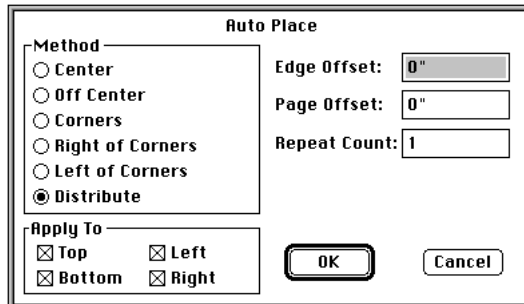 Auto Place
Method
Center
Off Center
Corners
Right of Corners
Left of Corners
Distribute
Edge Offset: 0"
Page Offset: 0"
Repeat Count: 1
Apply To
Top Left
Bottom Right
OK Cancel